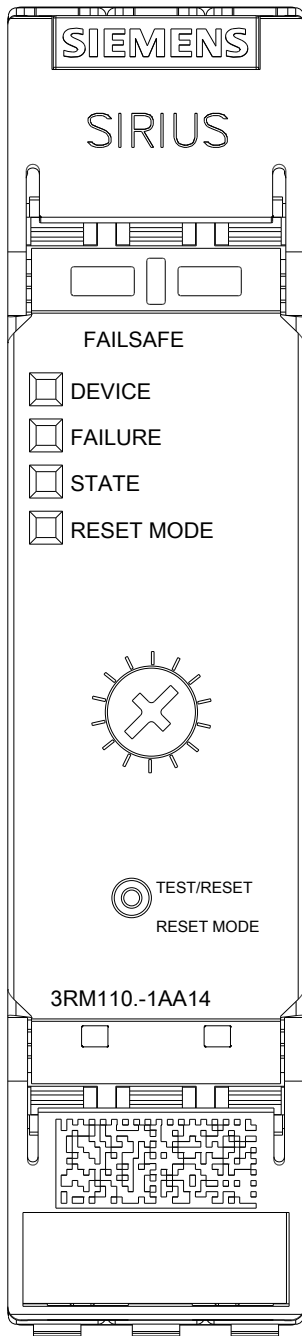 SIEMENS
SIRIUS
FAILSAFE
DEVICE
FAILURE
STATE
RESET MODE
TEST/RESET
RESET MODE
3RM110.-1AA14